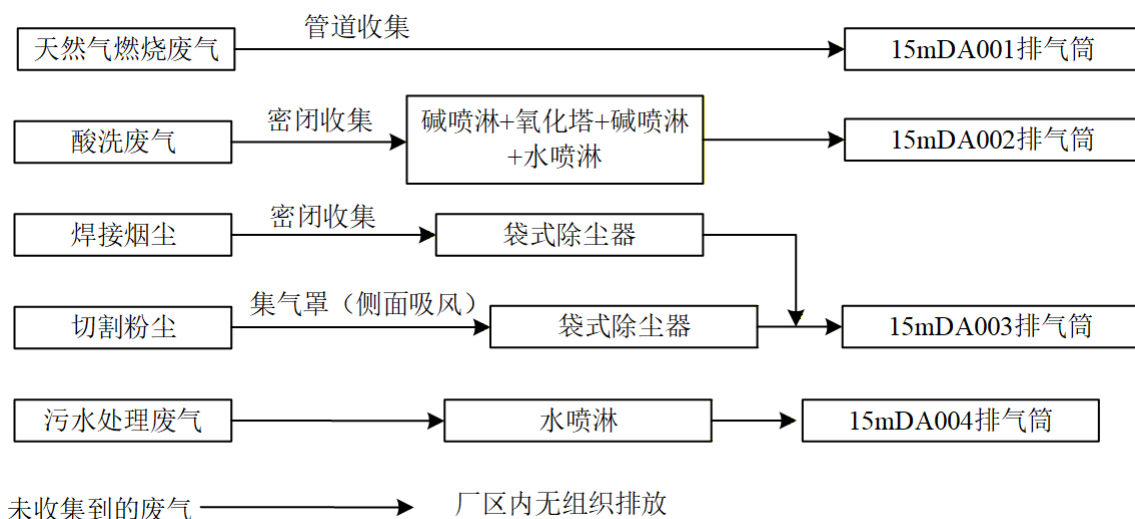 天然气燃烧废气
管道收集
15mDA001排气筒
酸洗废气
密闭收集
碱喷淋+氧化塔+碱喷淋
+水喷淋
15mDA002排气筒
焊接烟尘
密闭收集
袋式除尘器
切割粉尘
集气罩（侧面吸风）
袋式除尘器
15mDA003排气筒
污水处理废气
水喷淋
15mDA004排气筒
未收集到的废气
厂区内无组织排放